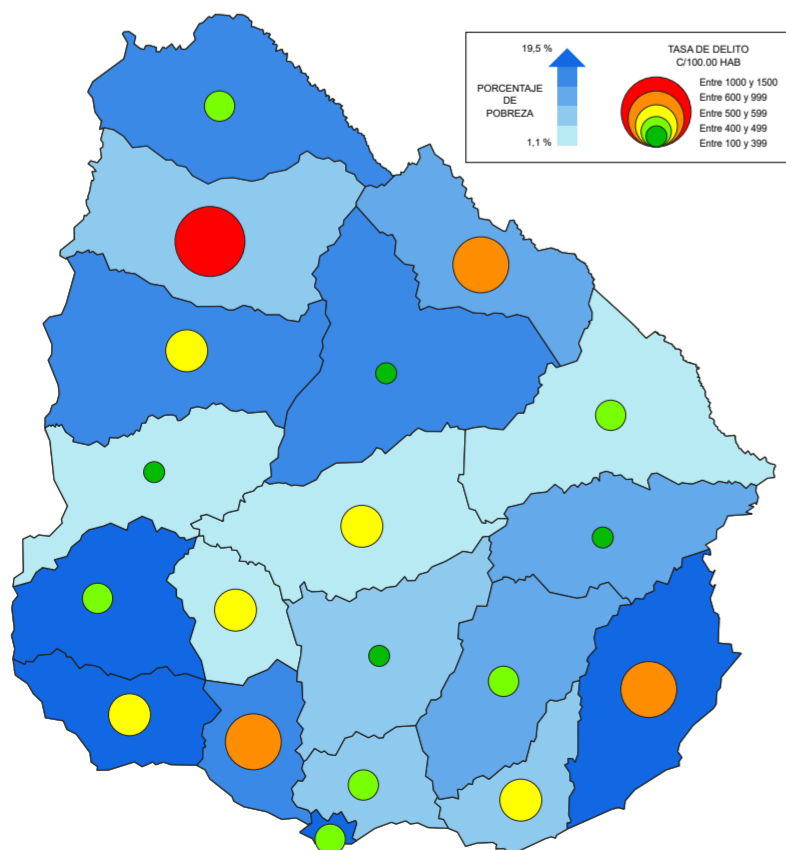 19,5 %
PORCENTAJE
DE
POBREZA
1,1 %
TASA DE DELITO
C/100.00 HAB
Entre 1000 y 1500
Entre 600 y 999
Entre 500 y 599
Entre 400 y 499
Entre 100 y 399